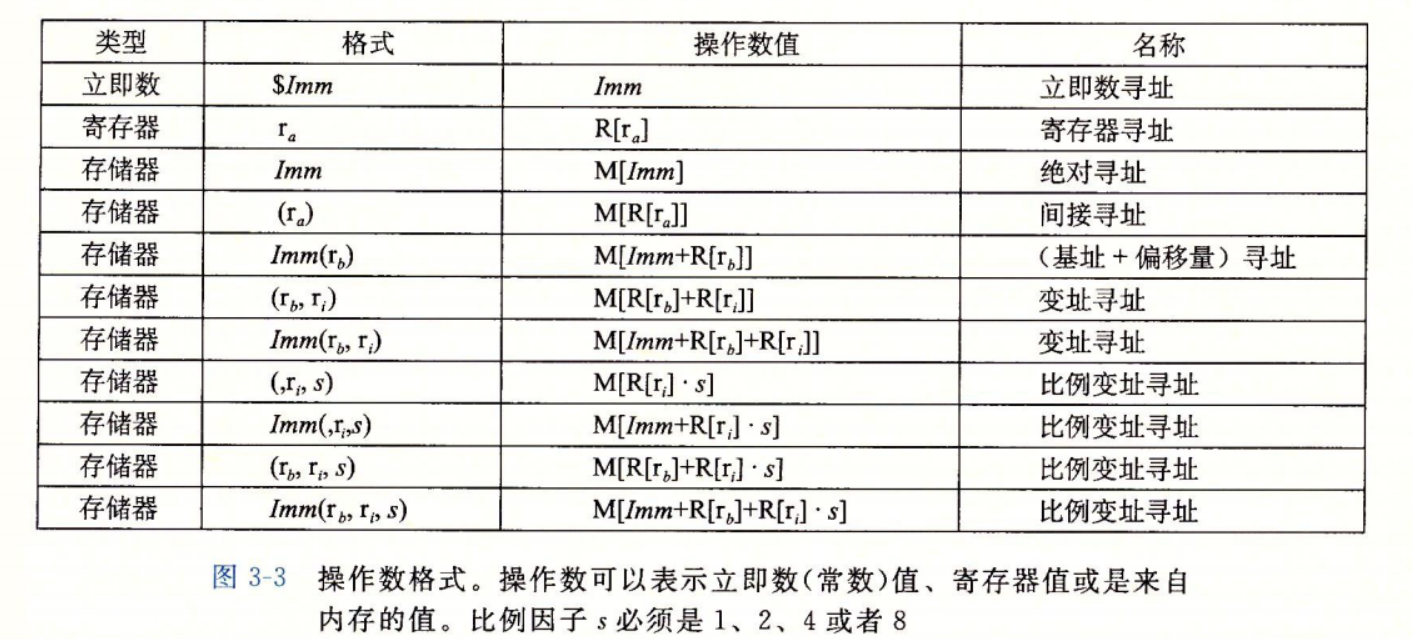 类型 格式 操作数值 名称
立即数 $Imm Imm 立即数寻址
寄存器 rₐ R[rₐ] 寄存器寻址
存储器 Imm M[Imm] 绝对寻址
存储器 (rₐ) M[R[rₐ]] 间接寻址
存储器 Imm(r_b) M[Imm+R[r_b]] （基址+偏移量）寻址
存储器 (r_b, r_i) M[R[r_b]+R[r_i]] 变址寻址
存储器 Imm(r_b, r_i) M[Imm+R[r_b]+R[r_i]] 变址寻址
存储器 (,r_i, s) M[R[r_i]·s] 比例变址寻址
存储器 Imm(,r_i,s) M[Imm+R[r_i]·s] 比例变址寻址
存储器 (r_b, r_i, s) M[R[r_b]+R[r_i]·s] 比例变址寻址
存储器 Imm(r_b, r_i, s) M[Imm+R[r_b]+R[r_i]·s] 比例变址寻址
图 3-3 操作数格式。操作数可以表示立即数(常数)值、寄存器值或是来自
内存的值。比例因子 s 必须是 1、2、4 或者 8